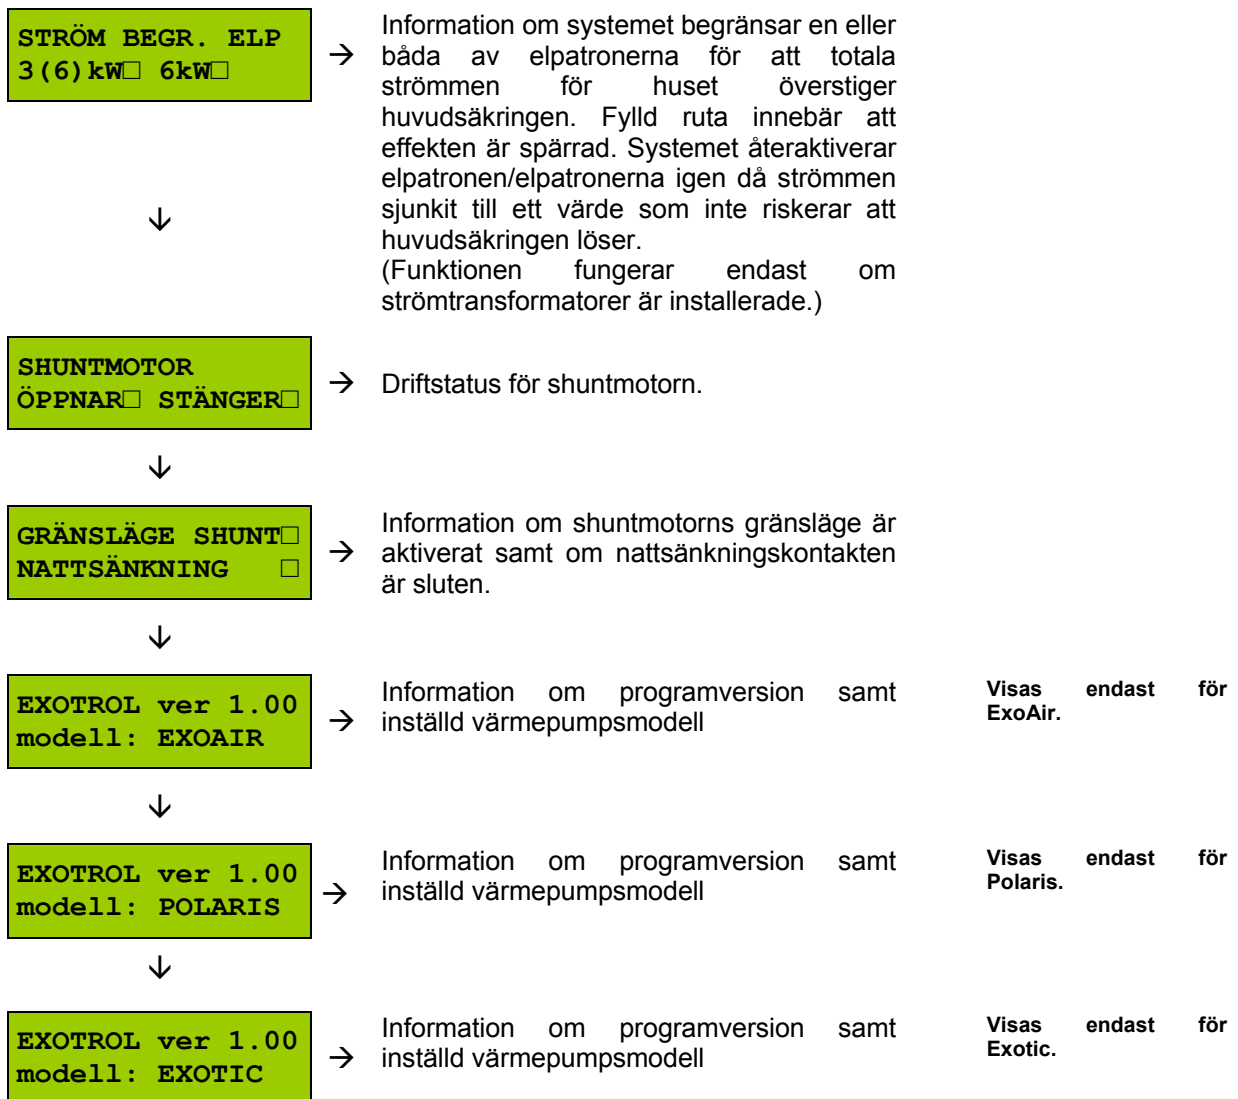 STRÖM BEGR. ELP
3(6)kW□ 6kW□
→
Information om systemet begränsar en eller
båda av elpatronerna för att totala
strömmen för huset överstiger
huvudsäkringen. Fylld ruta innebär att
effekten är spärrad. Systemet återaktiverar
elpatronen/elpatronerna igen då strömmen
sjunkit till ett värde som inte riskerar att
huvudsäkringen löser.
(Funktionen fungerar endast om
strömtransformatorer är installerade.)
↓
SHUNTMOTOR
ÖPPNAR□ STÄNGER□
→
Driftstatus för shuntmotorn.
↓
GRÄNSLÄGE SHUNT□
NATTSÄNKNING □
→
Information om shuntmotorns gränsläge är
aktiverat samt om nattsänkningskontakten
är sluten.
↓
EXOTROL ver 1.00
modell: EXOAIR
→
Information om programversion samt
inställd värmepumpsmodell
Visas endast för
ExoAir.
↓
EXOTROL ver 1.00
modell: POLARIS
→
Information om programversion samt
inställd värmepumpsmodell
Visas endast för
Polaris.
↓
EXOTROL ver 1.00
modell: EXOTIC
→
Information om programversion samt
inställd värmepumpsmodell
Visas endast för
Exotic.